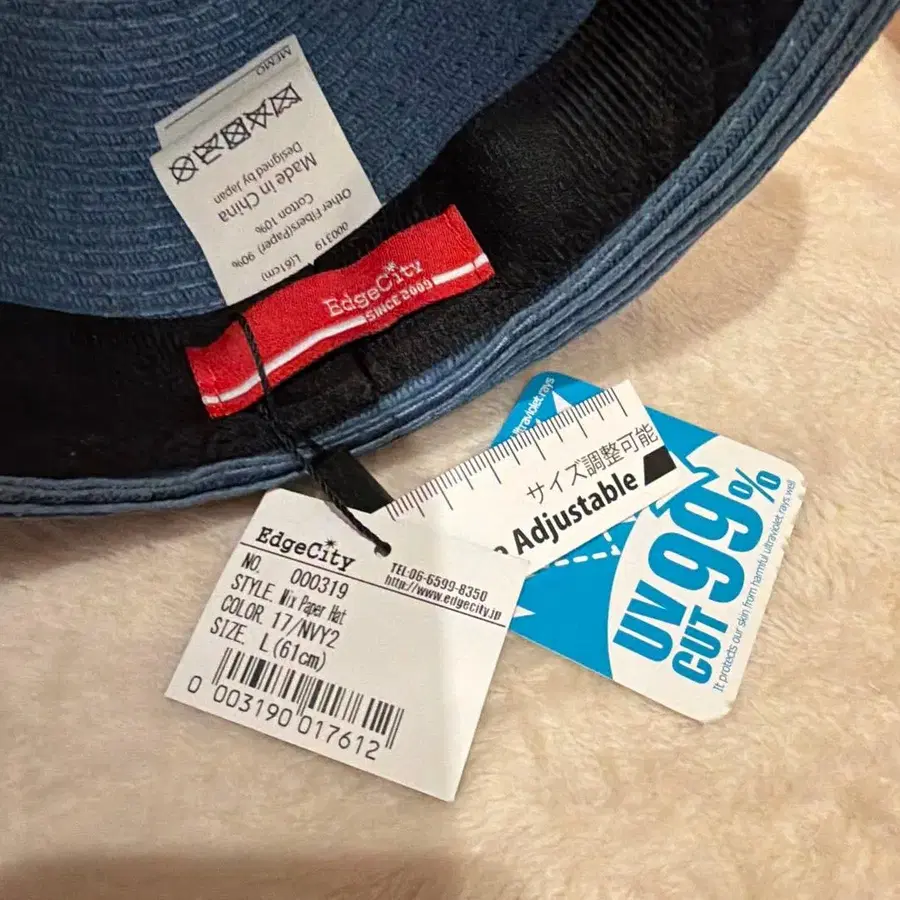 MEMO
Made in China
Designed by Japan
Other Fibers(Paper) 90%
Cotton 10%
000319 L(61cm)
EdgeCity
SINCE 2009
EdgeCity
TEL:06-6599-8350
http://www.edgecity.jp
NO. 000319
STYLE. Mix Paper Hat
COLOR. 17/NVY2
SIZE. L(61cm)
0 003190 017612
サイズ調整可能
Adjustable
ultraviolet rays
UV 99%
CUT
It protects our skin from harmful ultraviolet rays well